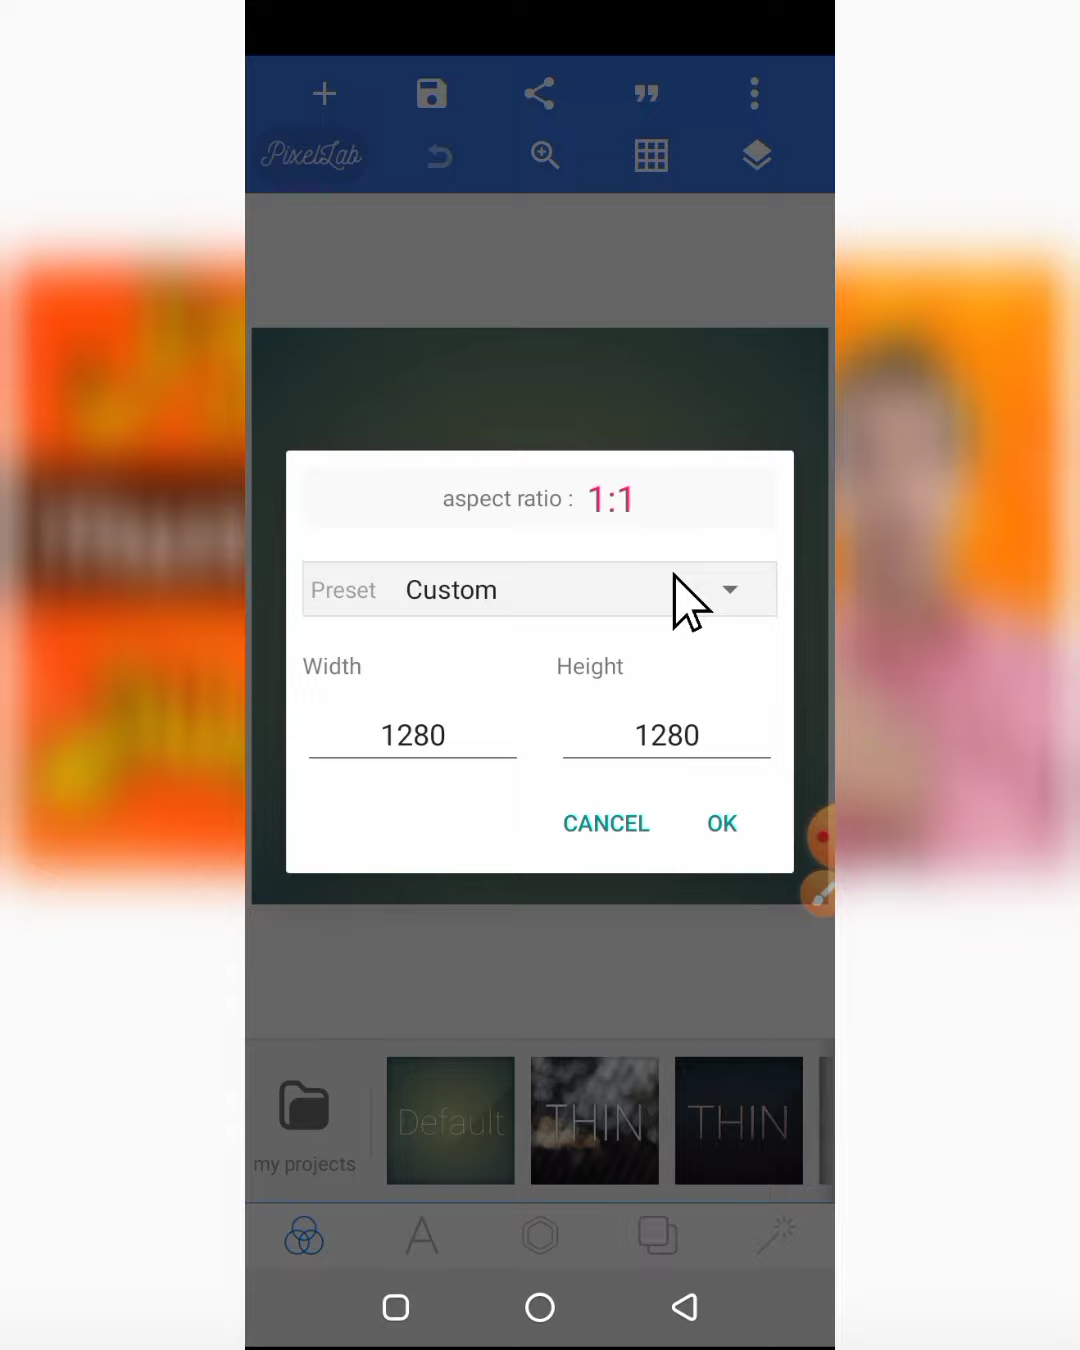 PixelLab
aspect ratio : 1:1
Preset Custom
Width Height
1280 1280
CANCEL OK
my projects
Default THIN THIN